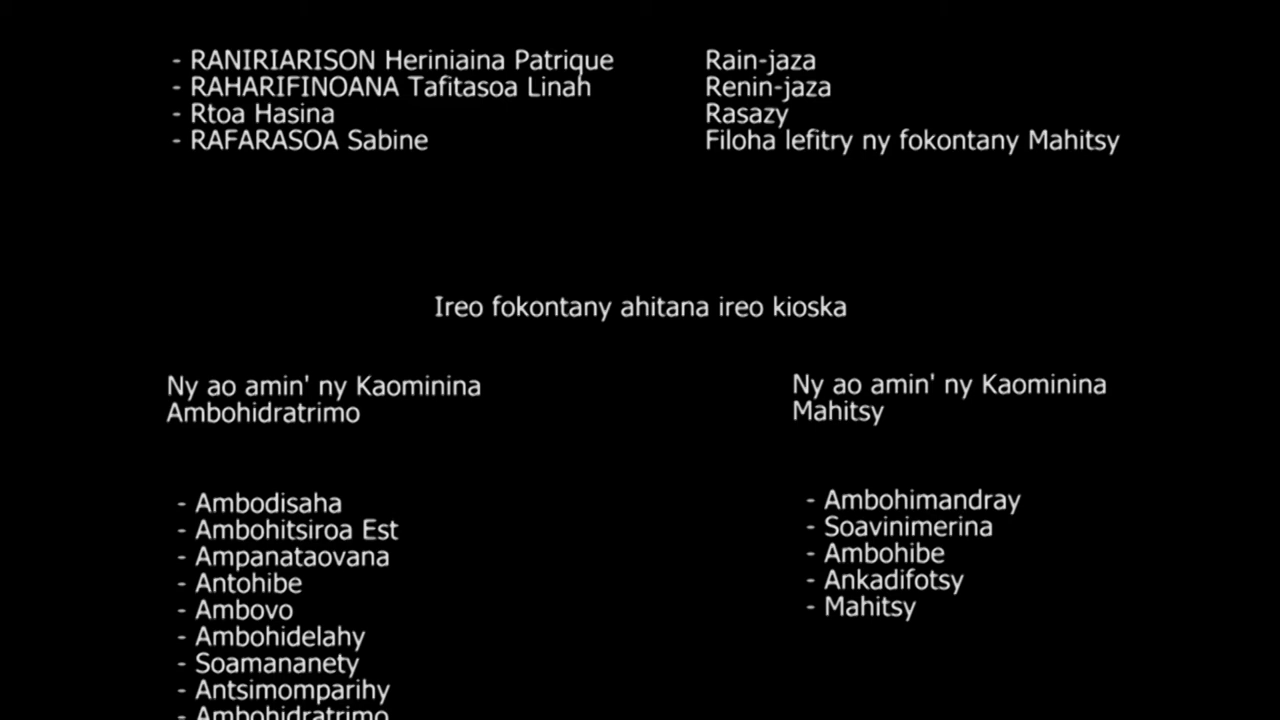 - RANIRIARISON Heriniaina Patrique Rain-jaza
- RAHARIFINOANA Tafitasoa Linah Renin-jaza
- Rtoa Hasina Rasazy
- RAFARASOA Sabine Filoha lefitry ny fokontany Mahitsy
Ireo fokontany ahitana ireo kioska
Ny ao amin' ny Kaominina
Ambohidratrimo
- Ambodisaha
- Ambohitsiroa Est
- Ampanataovana
- Antohibe
- Ambovo
- Ambohidelahy
- Soamananety
- Antsimomparihy
- Ambohidratrimo
Ny ao amin' ny Kaominina
Mahitsy
- Ambohimandray
- Soavinimerina
- Ambohibe
- Ankadifotsy
- Mahitsy